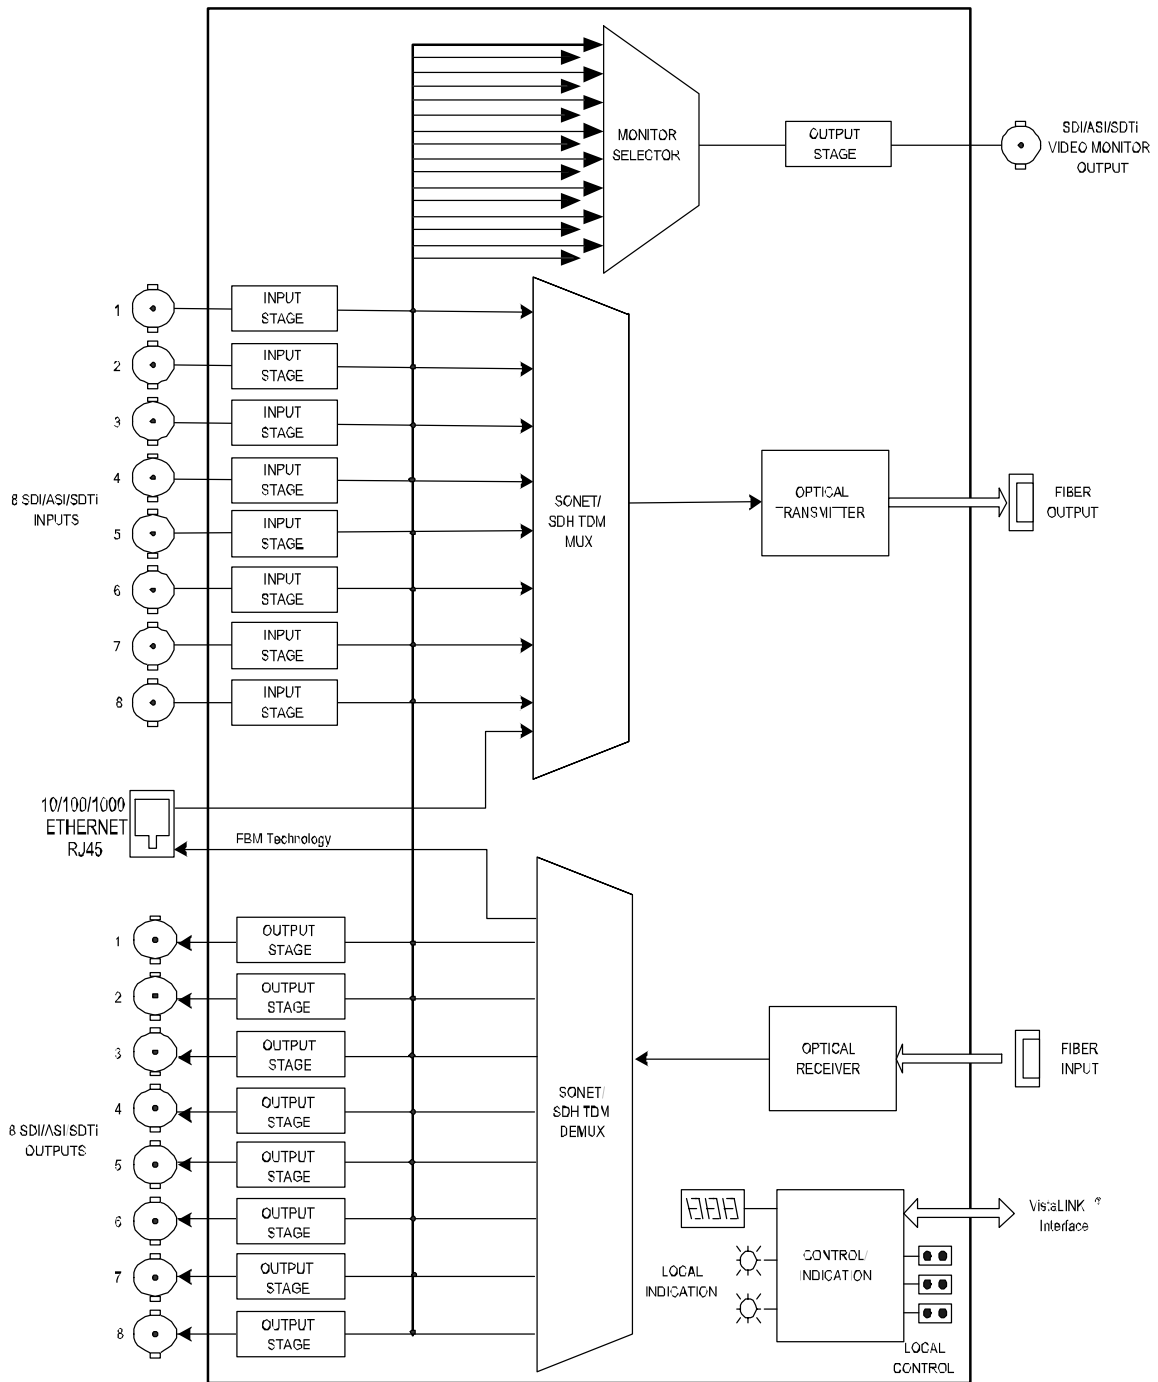 MONITOR
SELECTOR
OUTPUT
STAGE
SDI/ASI/SDTi
VIDEO MONITOR
OUTPUT
8 SDI/ASI/SDTi
INPUTS
1
INPUT
STAGE
2
INPUT
STAGE
3
INPUT
STAGE
4
INPUT
STAGE
5
INPUT
STAGE
6
INPUT
STAGE
7
INPUT
STAGE
8
INPUT
STAGE
SONET/
SDH TDM
MUX
OPTICAL
TRANSMITTER
FIBER
OUTPUT
10/100/1000
ETHERNET
RJ45
FBM Technology
8 SDI/ASI/SDTi
OUTPUTS
1
OUTPUT
STAGE
2
OUTPUT
STAGE
3
OUTPUT
STAGE
4
OUTPUT
STAGE
5
OUTPUT
STAGE
6
OUTPUT
STAGE
7
OUTPUT
STAGE
8
OUTPUT
STAGE
SONET/
SDH TDM
DEMUX
OPTICAL
RECEIVER
FIBER
INPUT
LOCAL
INDICATION
CONTROL/
INDICATION
VistaLINK ®
Interface
LOCAL
CONTROL